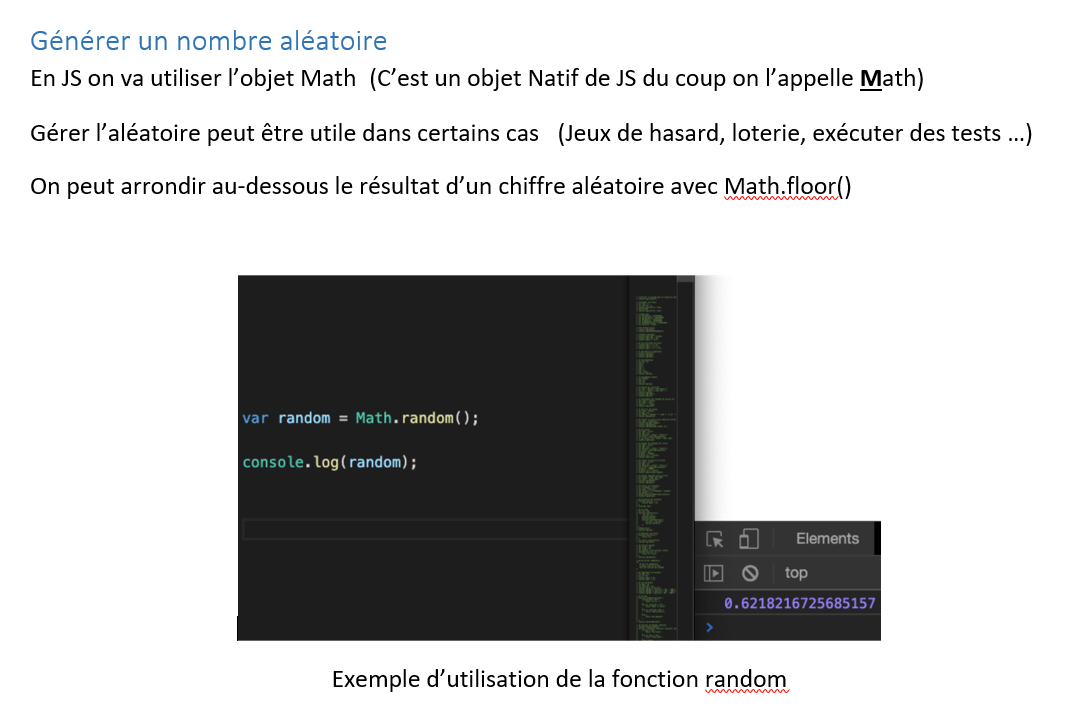 Générer un nombre aléatoire
En JS on va utiliser l’objet Math (C’est un objet Natif de JS du coup on l’appelle Math)
Gérer l’aléatoire peut être utile dans certains cas (Jeux de hasard, loterie, exécuter des tests …)
On peut arrondir au-dessous le résultat d’un chiffre aléatoire avec Math.floor()
var random = Math.random();
console.log(random);
Elements
top
0.6218216725685157
>
Exemple d’utilisation de la fonction random